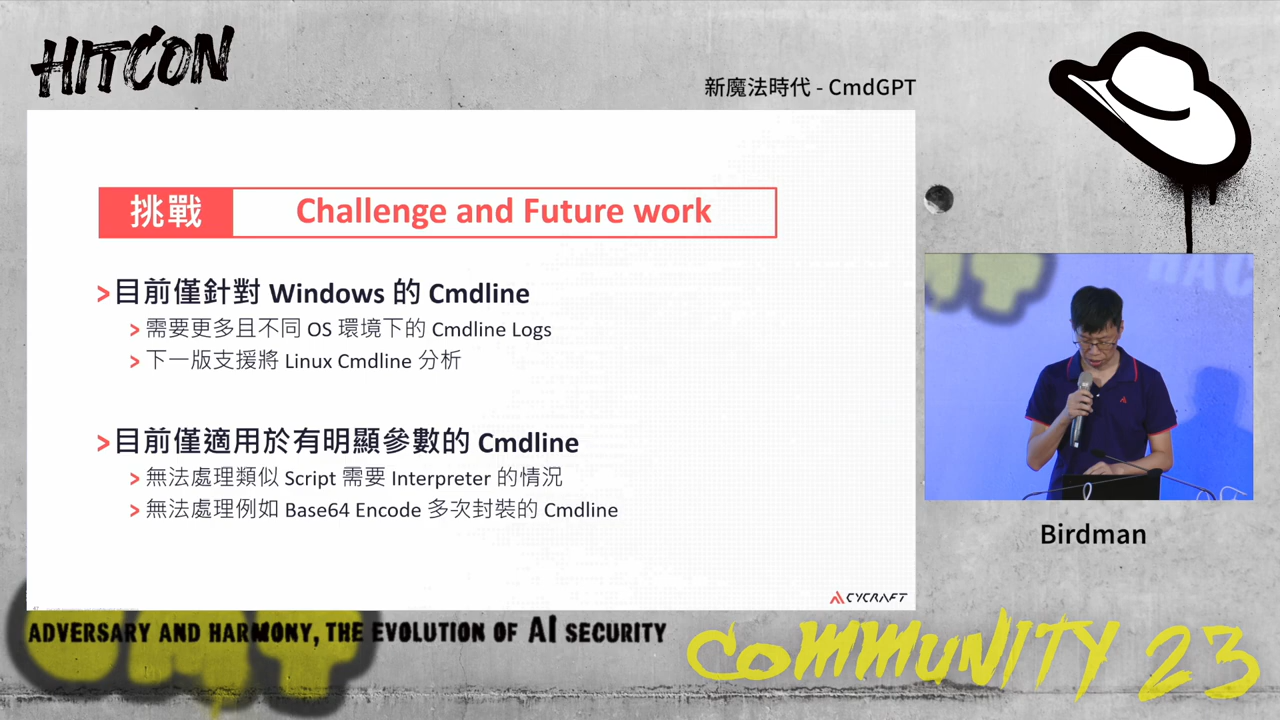 HITCON
新魔法時代 - CmdGPT
挑戰 Challenge and Future work
>目前僅針對 Windows 的 Cmdline
> 需要更多且不同 OS 環境下的 Cmdline Logs
> 下一版支援將 Linux Cmdline 分析
>目前僅適用於有明顯參數的 Cmdline
> 無法處理類似 Script 需要 Interpreter 的情況
> 無法處理例如 Base64 Encode 多次封裝的 Cmdline
CYCRAFT
HAC
Birdman
ADVERSARY AND HARMONY, THE EVOLUTION OF AI SECURITY
COMMUNITY 23